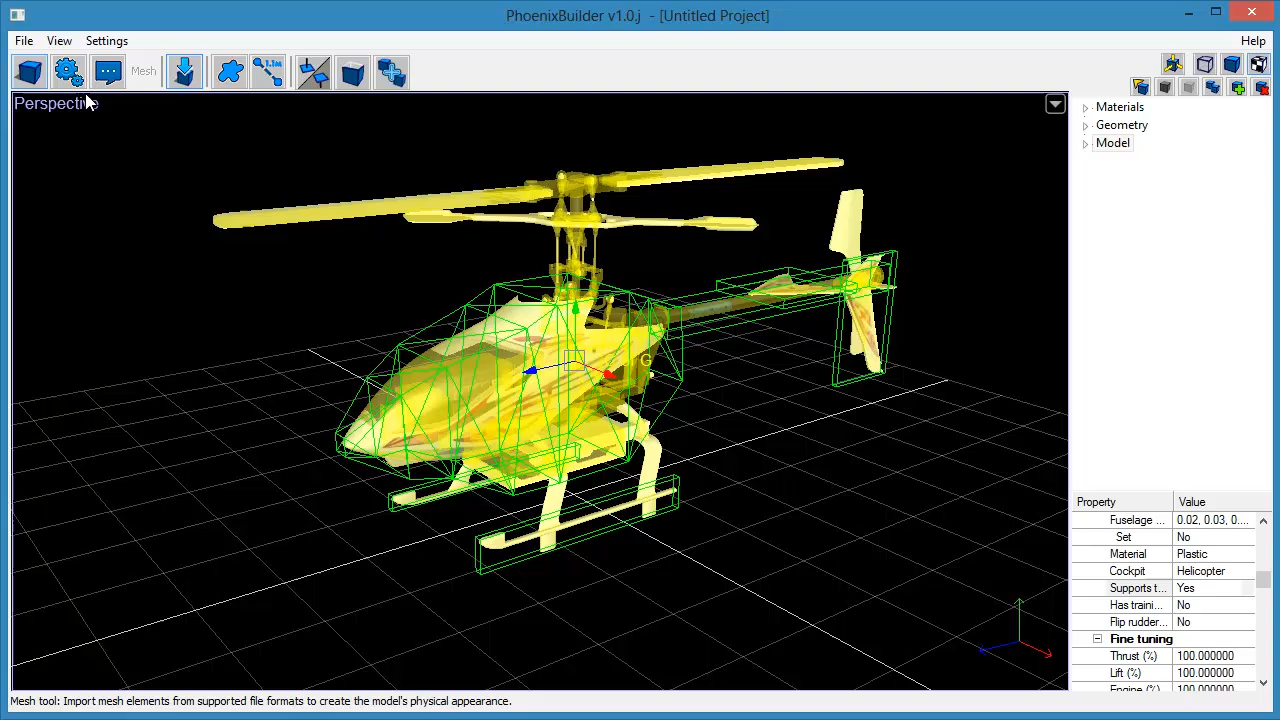 PhoenixBuilder v1.0.j - [Untitled Project]
File View Settings Help
1.1m
Mesh
Perspective
Materials
Geometry
Model
G
Property Value
Fuselage ... 0.02, 0.03, 0....
Set No
Material Plastic
Cockpit Helicopter
Supports t... Yes
Has traini... No
Flip rudder... No
Fine tuning
Thrust (%) 100.000000
Lift (%) 100.000000
Engine (%) 100.000000
Mesh tool: Import mesh elements from supported file formats to create the model's physical appearance.